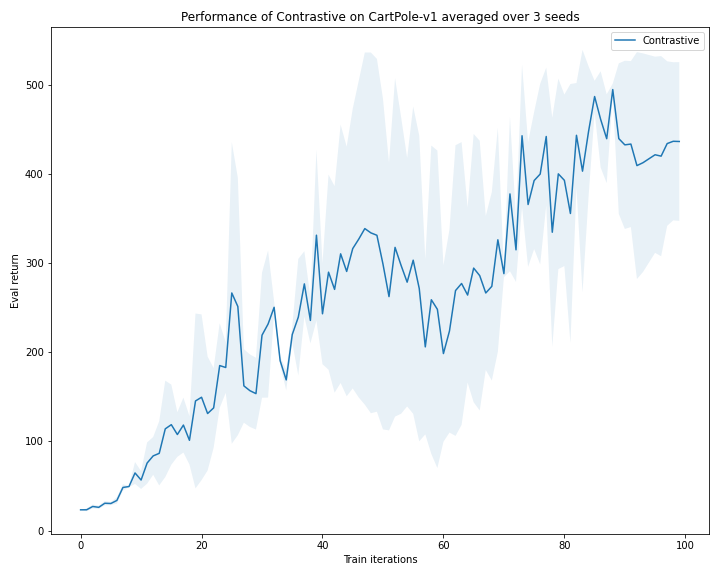 Performance of Contrastive on CartPole-v1 averaged over 3 seeds
Contrastive
500
400
300
200
100
0
Eval return
0 20 40 60 80 100
Train iterations